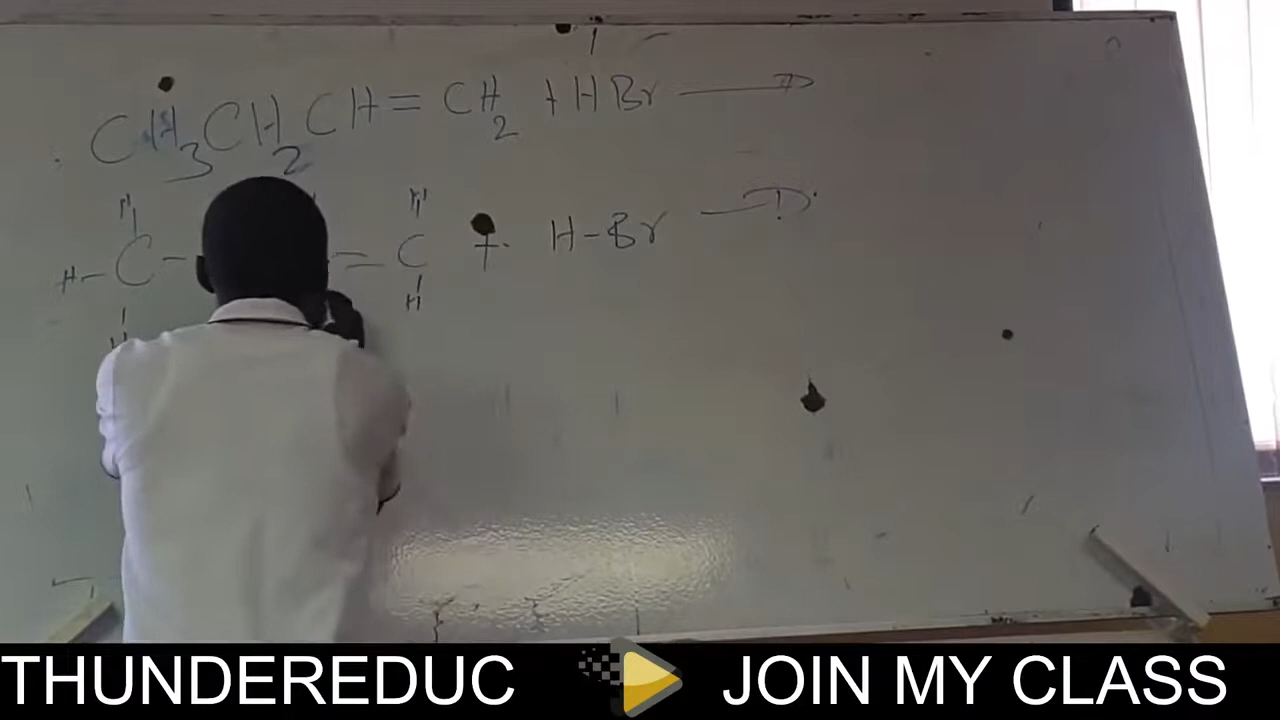 CH₃CH₂CH=CH₂ + HBr →
H H
H-C- =C + H-Br →
H H
THUNDEREDUC JOIN MY CLASS